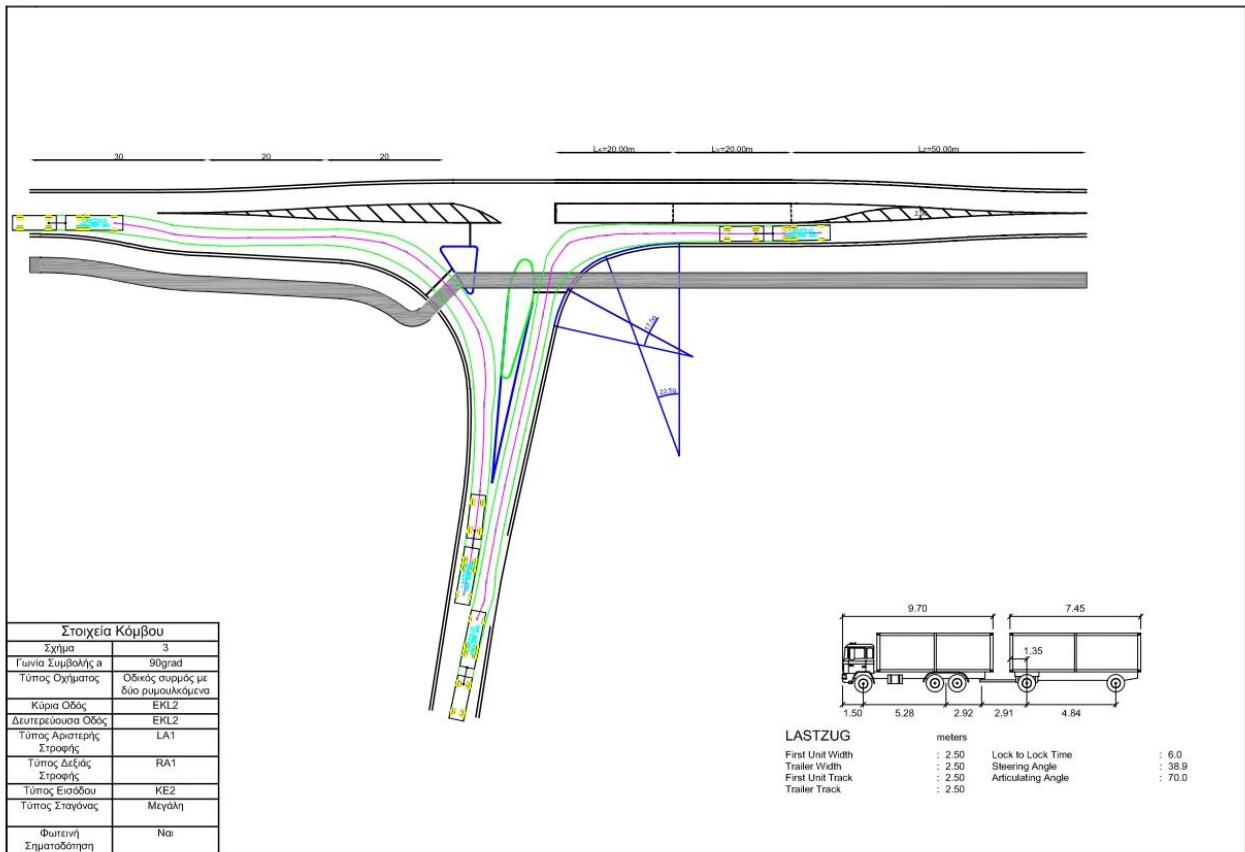 30
20
20
LA=20.00m
LV=20.00m
LZ=50.00m
17.5g
22.5g
Στοιχεία Κόμβου
Σχήμα 3
Γωνία Συμβολής a 90grad
Τύπος Οχήματος Οδικός συρμός με
δύο ρυμουλκόμενα
Κύρια Οδός EKL2
Δευτερεύουσα Οδός EKL2
Τύπος Αριστερής LA1
Στροφής
Τύπος Δεξιάς RA1
Στροφής
Τύπος Εισόδου KE2
Τύπος Σταγόνας Μεγάλη
Φωτεινή Ναι
Σηματοδότηση
9.70
7.45
1.35
1.50
5.28
2.92
2.91
4.84
LASTZUG meters
First Unit Width : 2.50 Lock to Lock Time : 6.0
Trailer Width : 2.50 Steering Angle : 38.9
First Unit Track : 2.50 Articulating Angle : 70.0
Trailer Track : 2.50